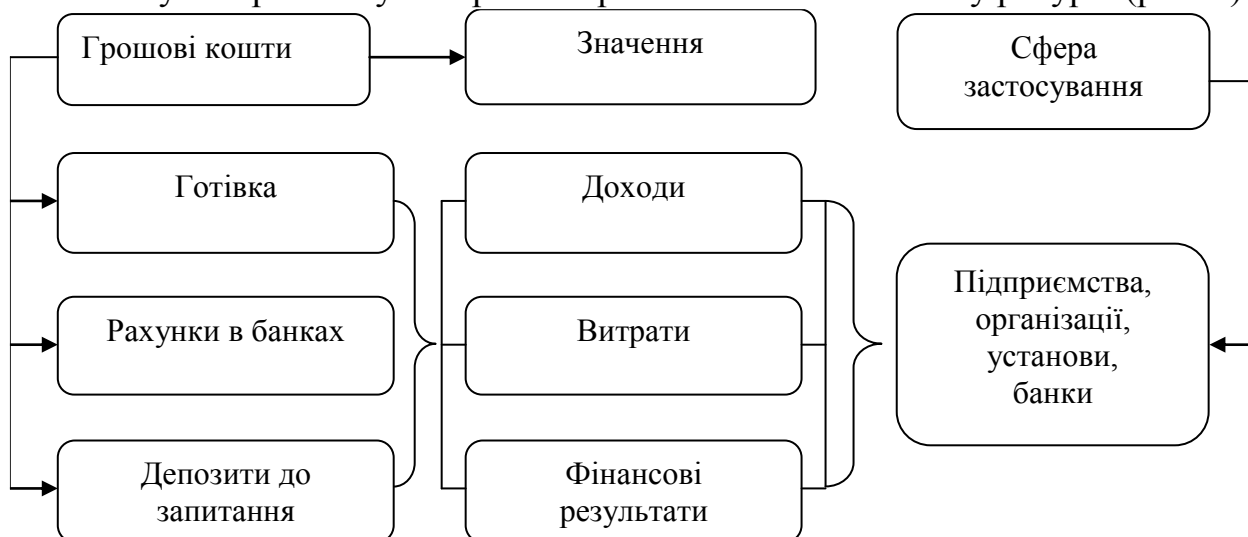 Грошові кошти
Значення
Сфера
застосування
Готівка
Доходи
Рахунки в банках
Витрати
Підприємства,
організації,
установи,
банки
Депозити до
запитання
Фінансові
результати